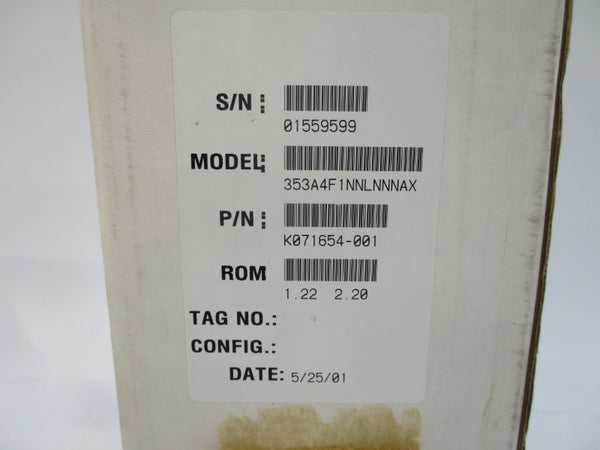 S/N :
01559599
MODEL:
353A4F1NNLNNNAX
P/N :
K071654-001
ROM
1.22 2.20
TAG NO.:
CONFIG.:
DATE: 5/25/01